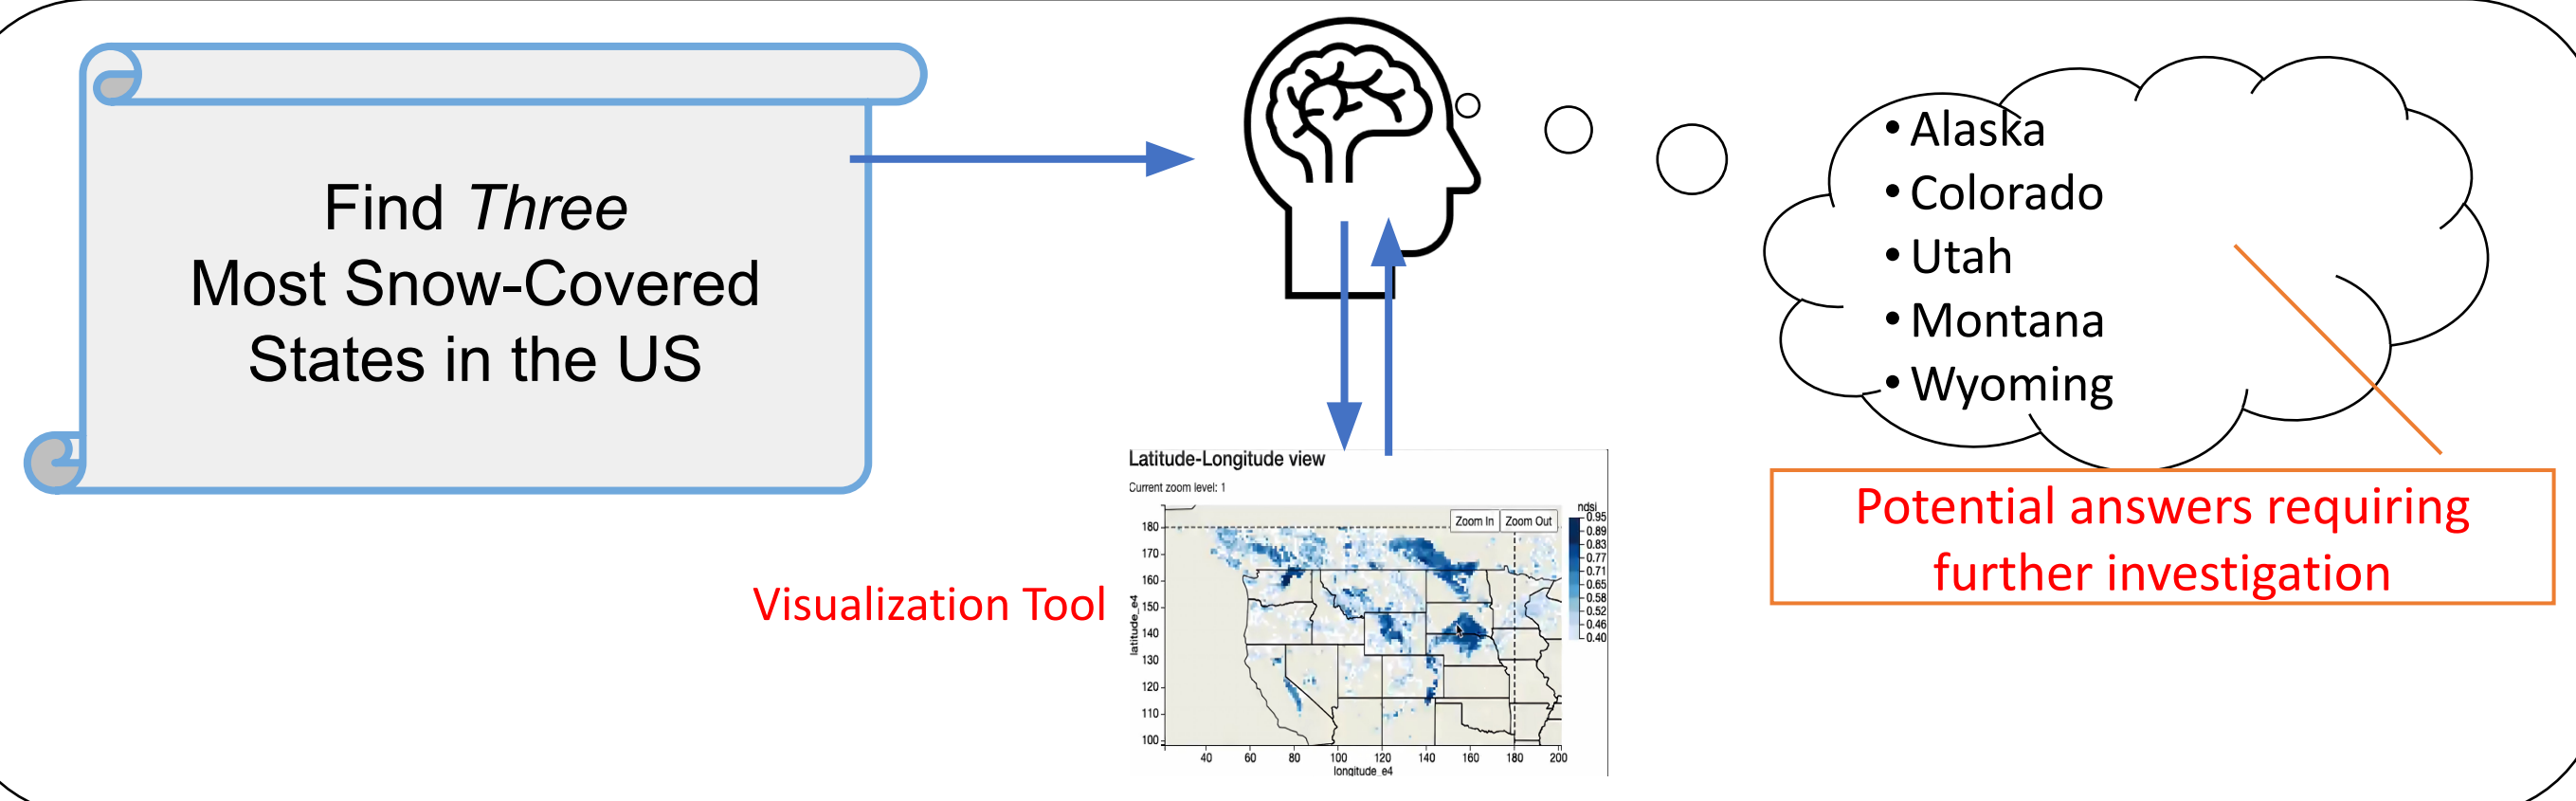 Find Three
Most Snow-Covered
States in the US
• Alaska
• Colorado
• Utah
• Montana
• Wyoming
Potential answers requiring
further investigation
Visualization Tool
Latitude-Longitude view
Current zoom level: 1
Zoom In
Zoom Out
ndsi
0.95
0.89
0.83
0.77
0.71
0.65
0.58
0.52
0.46
0.40
latitude_e4
180
170
160
150
140
130
120
110
100
40 60 80 100 120 140 160 180 200
longitude_e4